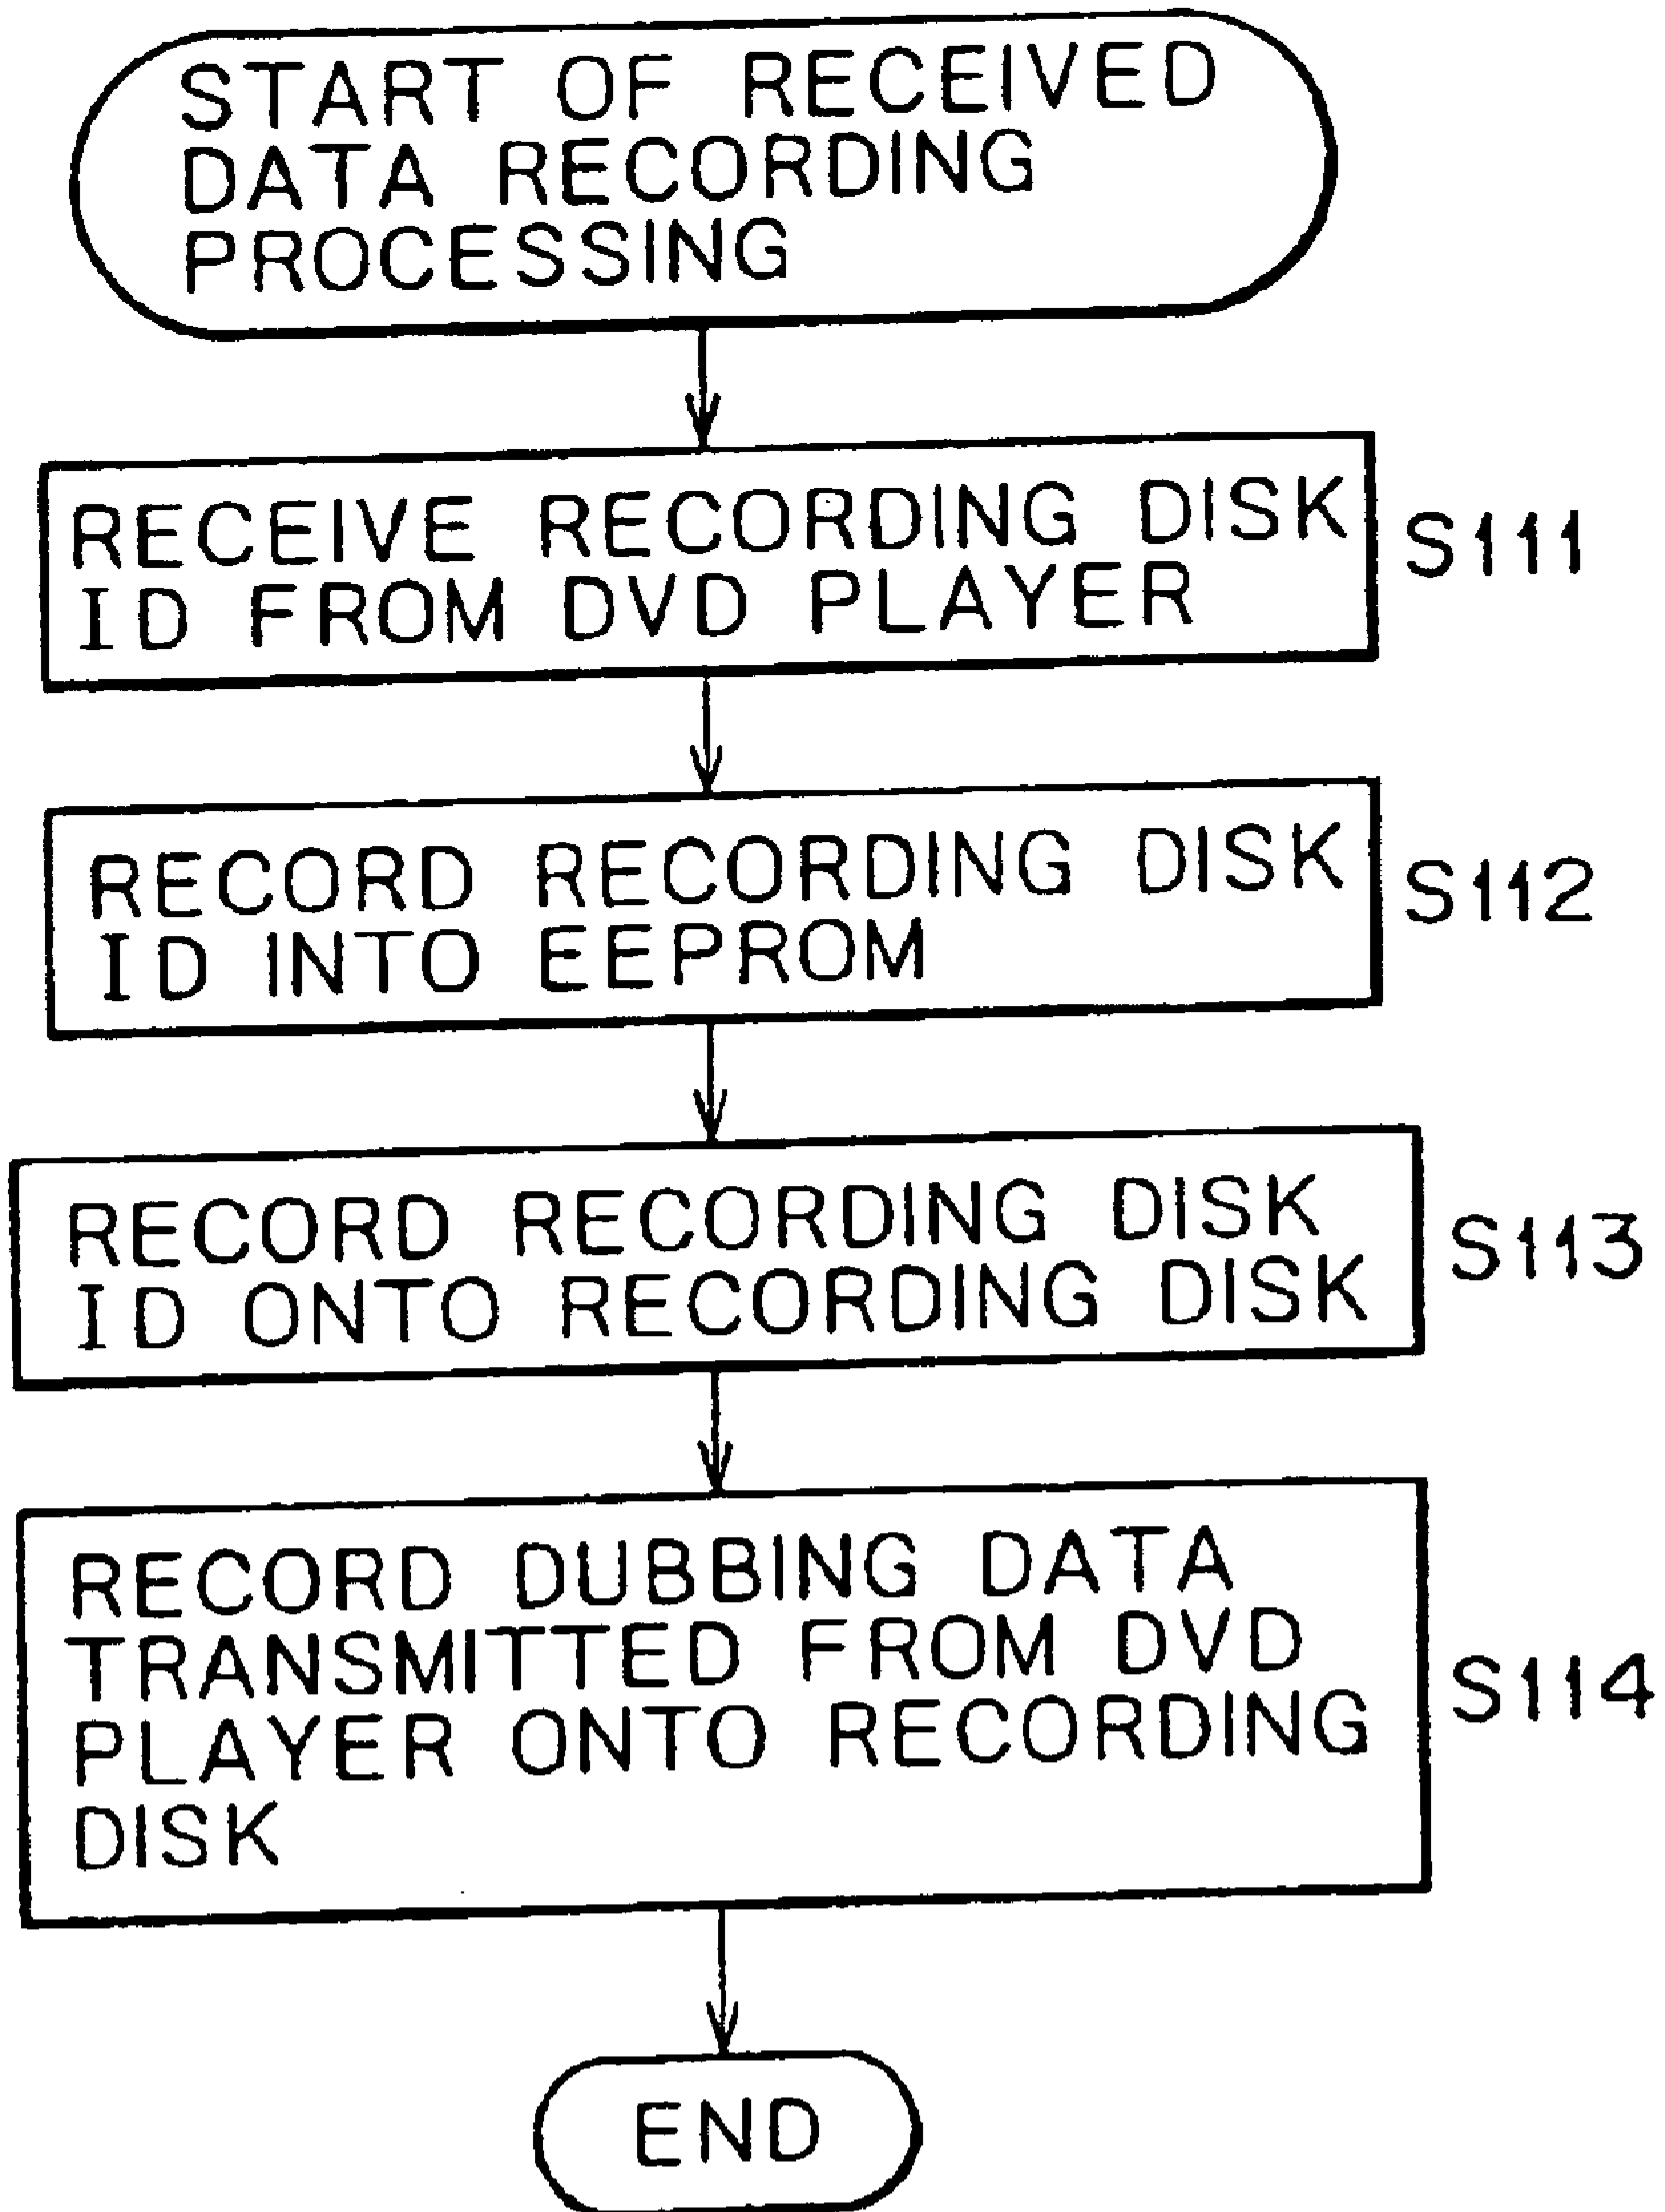 START OF RECEIVED
DATA RECORDING
PROCESSING
RECEIVE RECORDING DISK
ID FROM DVD PLAYER
S111
RECORD RECORDING DISK
ID INTO EEPROM
S112
RECORD RECORDING DISK
ID ONTO RECORDING DISK
S113
RECORD DUBBING DATA
TRANSMITTED FROM DVD
PLAYER ONTO RECORDING
DISK
S114
END